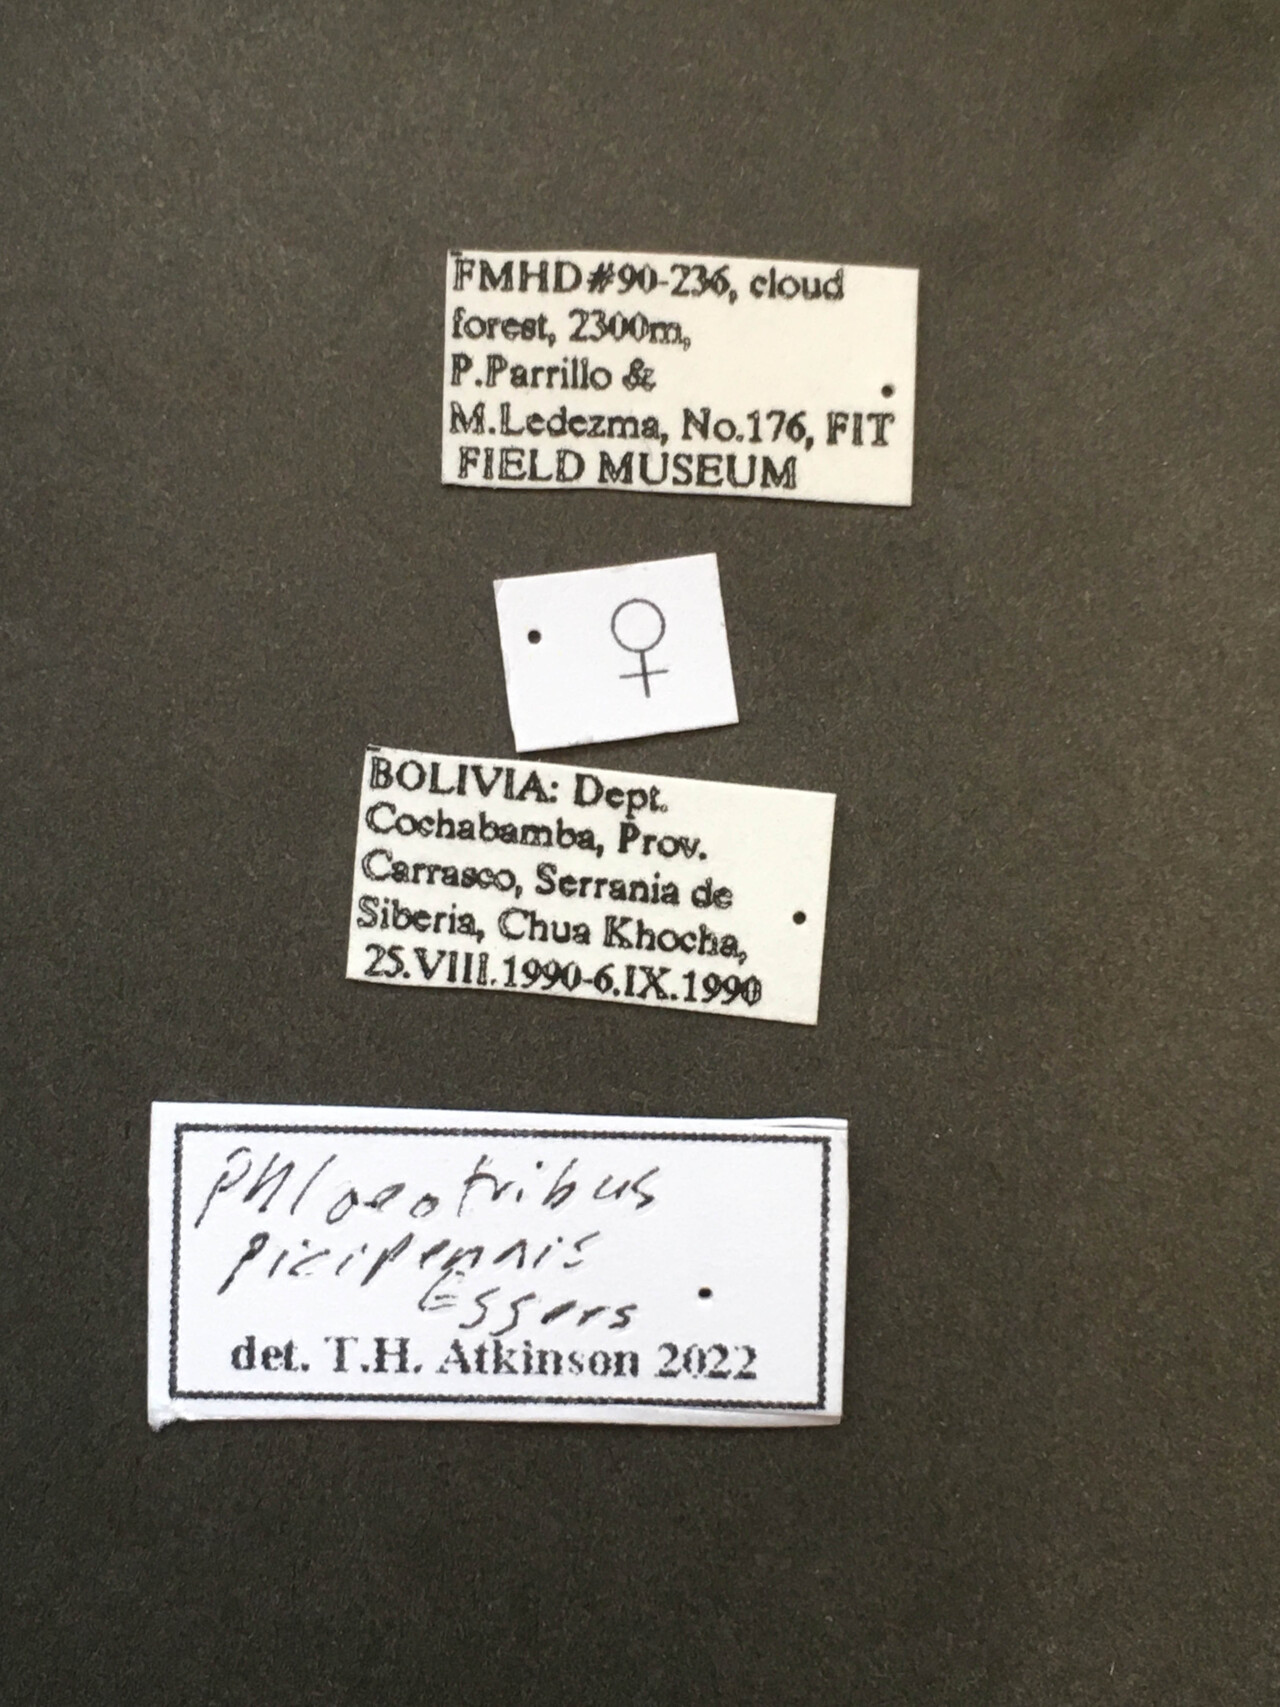 FMHD#90-236, cloud
forest, 2300m,
P.Parrillo &
M.Ledezma, No.176, FIT
FIELD MUSEUM
♀
BOLIVIA: Dept.
Cochabamba, Prov.
Carrasco, Serrania de
Siberia, Chua Khocha,
25.VIII.1990-6.IX.1990
Phloeotribus
picipennis
Eggers
det. T.H. Atkinson 2022